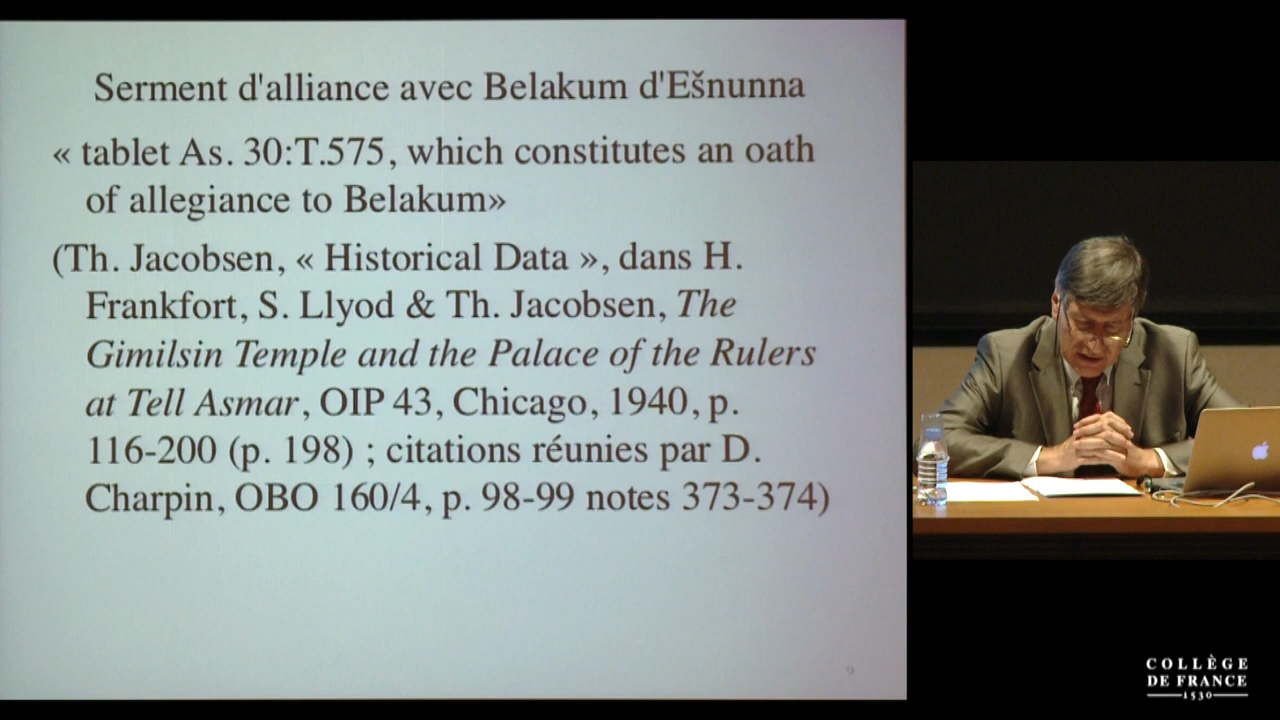 Serment d'alliance avec Belakum d'Ešnunna
« tablet As. 30:T.575, which constitutes an oath
of allegiance to Belakum»
(Th. Jacobsen, « Historical Data », dans H.
Frankfort, S. Llyod & Th. Jacobsen, The
Gimilsin Temple and the Palace of the Rulers
at Tell Asmar, OIP 43, Chicago, 1940, p.
116-200 (p. 198) ; citations réunies par D.
Charpin, OBO 160/4, p. 98-99 notes 373-374)
9
COLLÈGE
DE FRANCE
1530